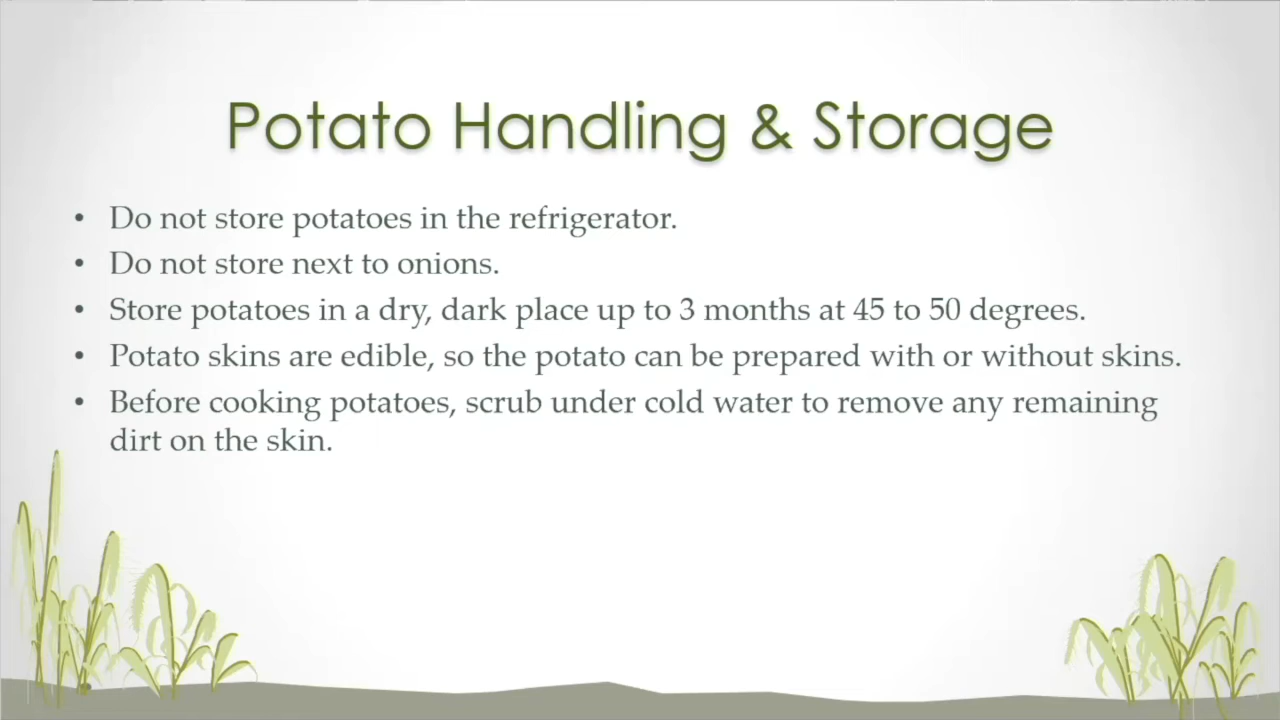 Potato Handling & Storage
• Do not store potatoes in the refrigerator.
• Do not store next to onions.
• Store potatoes in a dry, dark place up to 3 months at 45 to 50 degrees.
• Potato skins are edible, so the potato can be prepared with or without skins.
• Before cooking potatoes, scrub under cold water to remove any remaining
dirt on the skin.